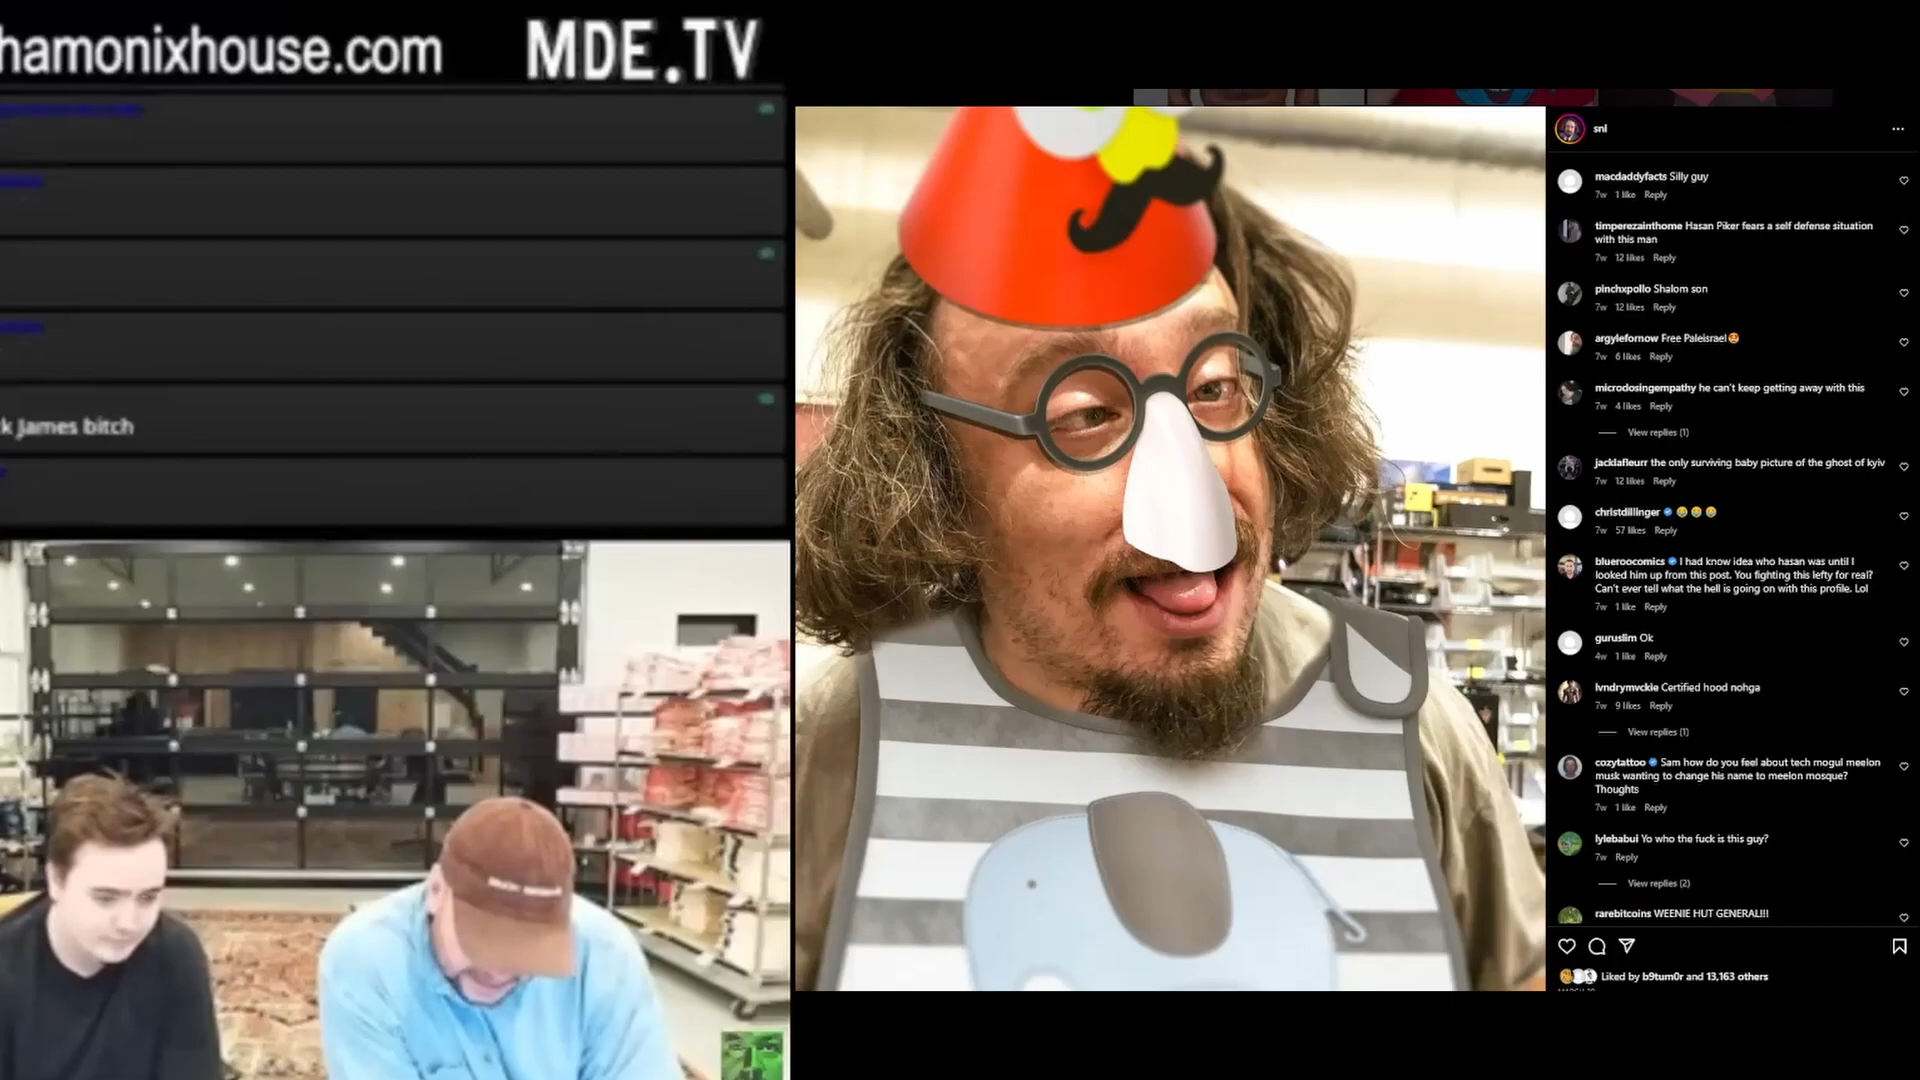 hamonixhouse.com
MDE.TV
k James bitch
snl
macdaddyfacts Silly guy
7w 1 like Reply
timperezainthome Hasan Piker fears a self defense situation
with this man
7w 12 likes Reply
pinchxpollo Shalom son
7w 12 likes Reply
argylefornow Free Paleisrael😍
7w 6 likes Reply
microdosingempathy he can't keep getting away with this
7w 4 likes Reply
View replies (1)
jacklafleurr the only surviving baby picture of the ghost of kyiv
7w 12 likes Reply
christdillinger 😭😭😭
7w 57 likes Reply
blueroocomics I had know idea who hasan was until I
looked him up from this post. You fighting this lefty for real?
Can't ever tell what the hell is going on with this profile. Lol
7w 1 like Reply
guruslim Ok
4w 1 like Reply
lvndrymvckie Certified hood nohga
7w 9 likes Reply
View replies (1)
cozytattoo Sam how do you feel about tech mogul meelon
musk wanting to change his name to meelon mosque?
Thoughts
7w 1 like Reply
lylebabui Yo who the fuck is this guy?
7w Reply
View replies (2)
rarebitcoins WEENIE HUT GENERAL!!!
Liked by b9tum0r and 13,163 others